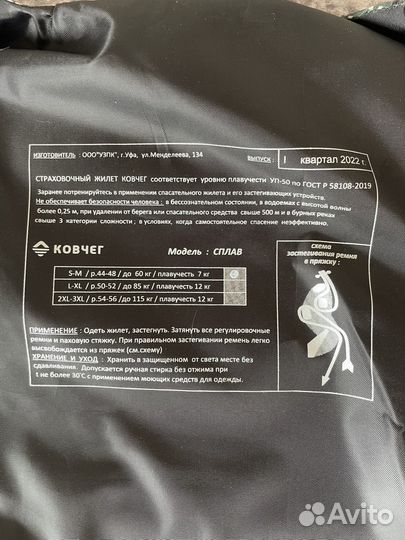 ИЗГОТОВИТЕЛЬ : ООО"УЗПК", г.Уфа, ул.Менделеева, 134
ВЫПУСК : I квартал 2022 г.
СТРАХОВОЧНЫЙ ЖИЛЕТ КОВЧЕГ соответствует уровню плавучести УП-50 по ГОСТ Р 58108-2019
Заранее потренируйтесь в применении спасательного жилета и его застегивающих устройств.
Не обеспечивает безопасность человека : в бессознательном состоянии, в водоемах с высотой волны
более 0,25 м, при удалении от берега или спасательного средства свыше 500 м и в бурных реках
свыше 3 категории сложности ; в условиях, когда самостоятельное спасение неэффективно.
КОВЧЕГ
Модель : СПЛАВ
S-M / р.44-48 / до 60 кг / плавучесть 7 кг
L-XL / р.50-52 / до 85 кг / плавучесть 12 кг
2XL-3XL / р.54-56 / до 115 кг / плавучесть 12 кг
схема
застегивания ремня
в пряжку :
ПРИМЕНЕНИЕ : Одеть жилет, застегнуть. Затянуть все регулировочные
ремни и паховую стяжку. При правильном застегивании ремень легко
высвобождается из пряжек (см.схему)
ХРАНЕНИЕ И УХОД : Хранить в защищенном от света месте без
сдавливания. Допускается ручная стирка без отжима при
t не более 30°С с применением моющих средств для одежды.
Avito